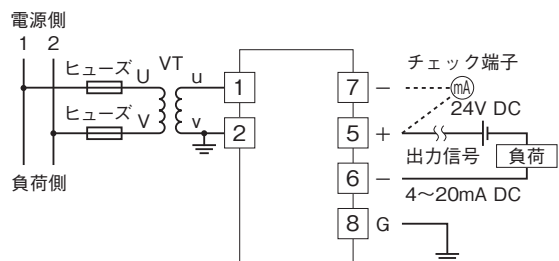 電源側
1 2
ヒューズ U VT u
1
7 − チェック端子
mA
24V DC
ヒューズ V v
2
5 +
出力信号 負荷
負荷側
6 −
4〜20mA DC
8 G